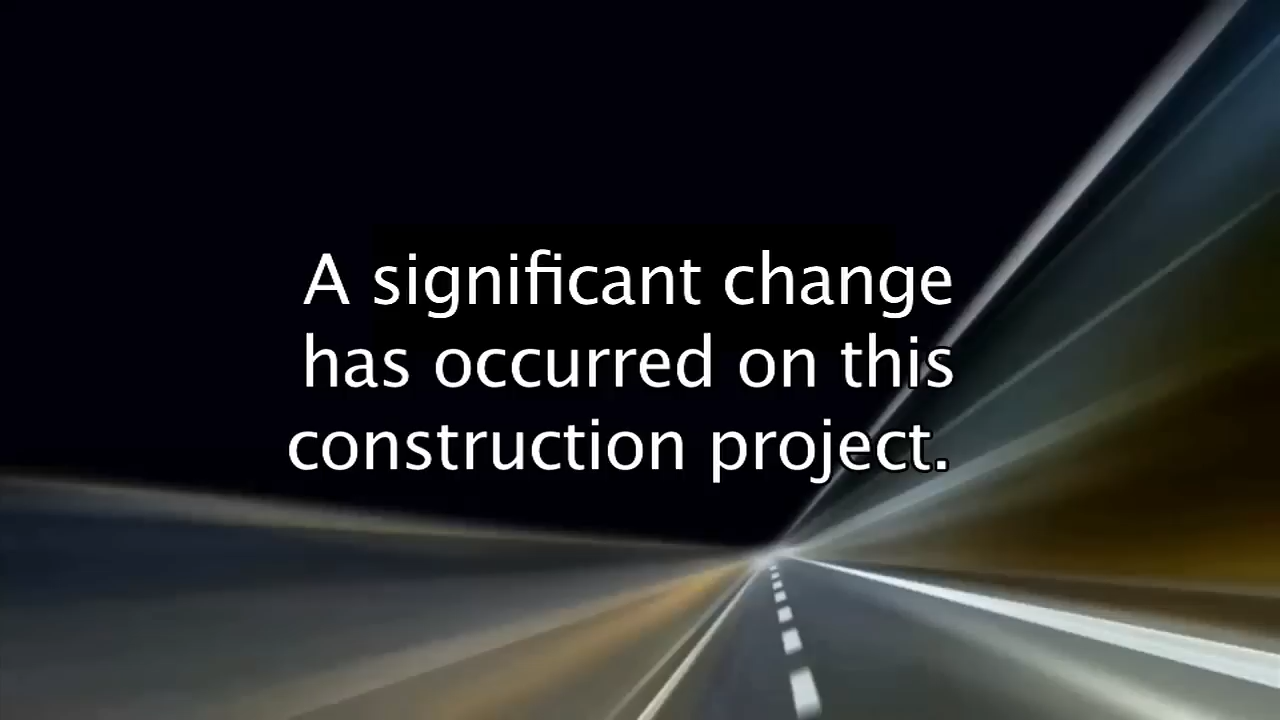 A significant change
has occurred on this
construction project.